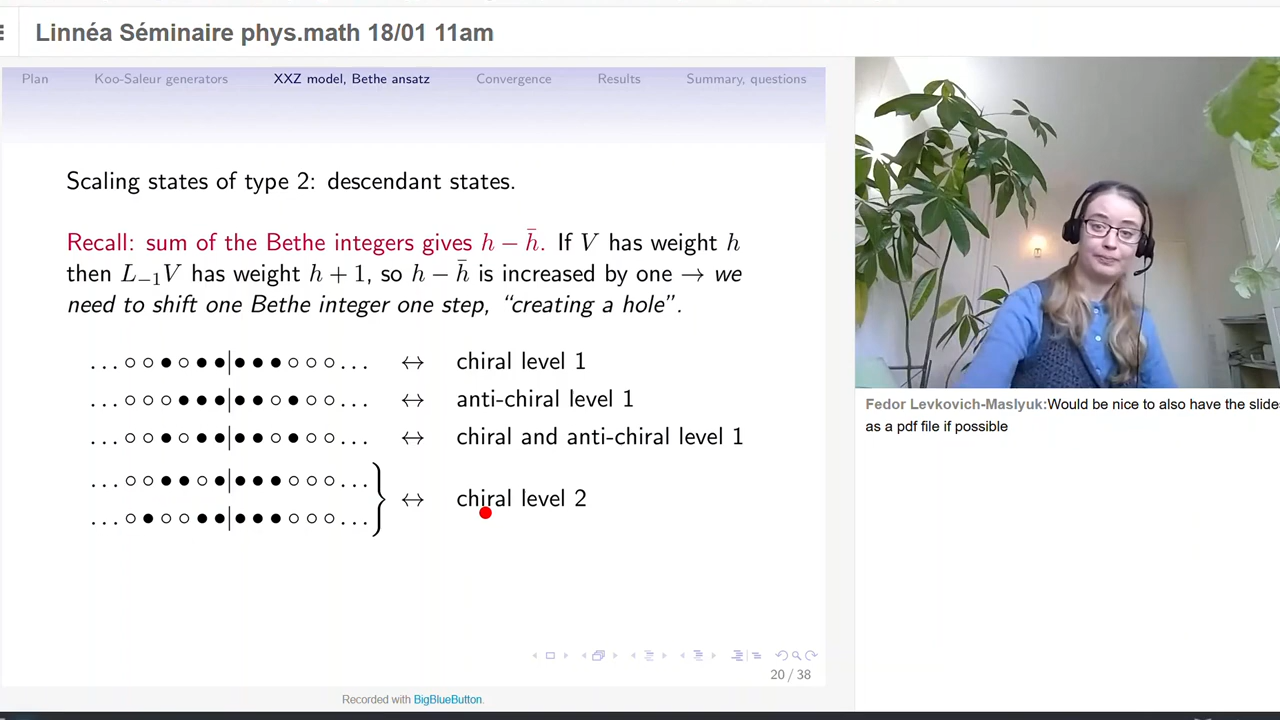 Linnéa Séminaire phys.math 18/01 11am
Plan Koo-Saleur generators XXZ model, Bethe ansatz Convergence Results Summary, questions
Scaling states of type 2: descendant states.
Recall: sum of the Bethe integers gives h − h̄. If V has weight h
then L₋₁V has weight h + 1, so h − h̄ is increased by one → we
need to shift one Bethe integer one step, “creating a hole”.
...○○●○●●|●●●○○○... ↔ chiral level 1
...○○○●●●|●●○●○○... ↔ anti-chiral level 1
...○○●○●●|●●○●○○... ↔ chiral and anti-chiral level 1
...○○●●○●|●●●○○○...
...○●○○●●|●●●○○○... } ↔ chiral level 2
20 / 38
Recorded with BigBlueButton.
Fedor Levkovich-Maslyuk:Would be nice to also have the slide
as a pdf file if possible